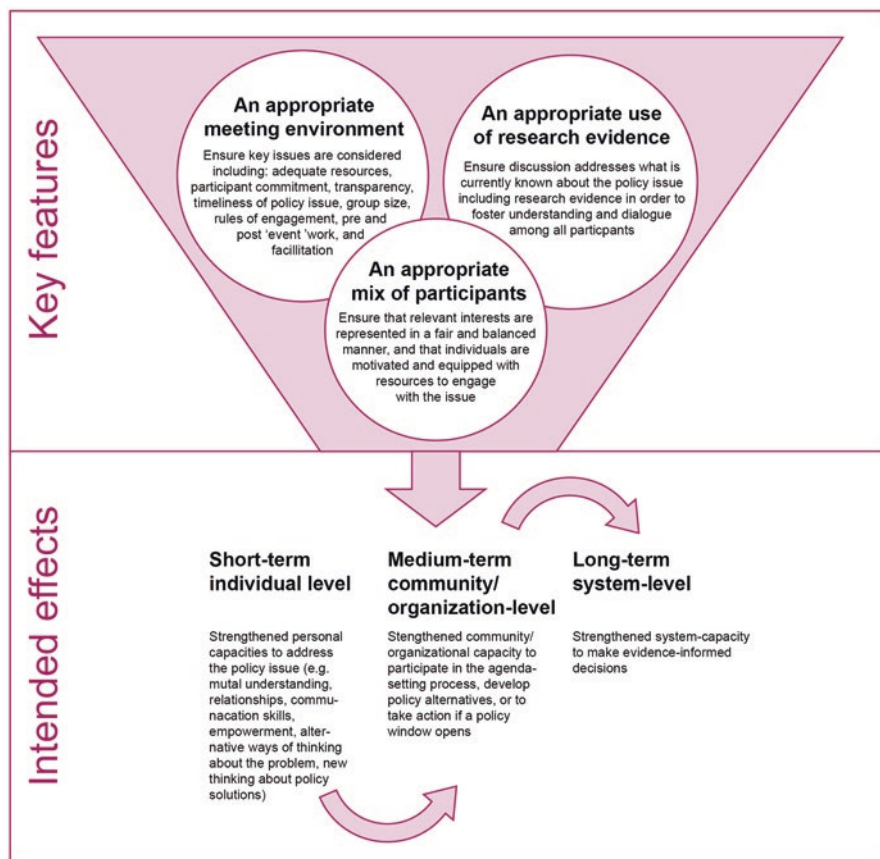 Key features
An appropriate
meeting environment
Ensure key issues are considered
including: adequate resources,
participant commitment, transparency,
timeliness of policy issue, group size,
rules of engagement, pre and
post ‘event ’work, and
facillitation
An appropriate use
of research evidence
Ensure discussion addresses what is
currently known about the policy issue
including research evidence in order to
foster understanding and dialogue
among all particpants
An appropriate
mix of participants
Ensure that relevant interests are
represented in a fair and balanced
manner, and that individuals are
motivated and equipped with
resources to engage
with the issue
Intended effects
Short-term
individual level
Strengthened personal
capacities to address
the policy issue (e.g.
mutal understanding,
relationships, commu-
nacation skills,
empowerment, alter-
native ways of thinking
about the problem, new
thinking about policy
solutions)
Medium-term
community/
organization-level
Stengthened community/
organizational capacity to
participate in the agenda-
setting process, develop
policy alternatives, or to
take action if a policy
window opens
Long-term
system-level
Strengthened system-capacity
to make evidence-informed
decisions